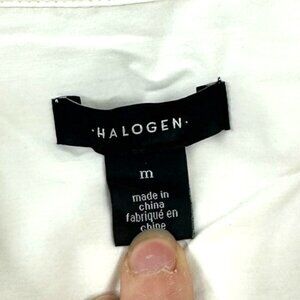 ·HALOGEN·
m
made in
china
fabriqué en
chine